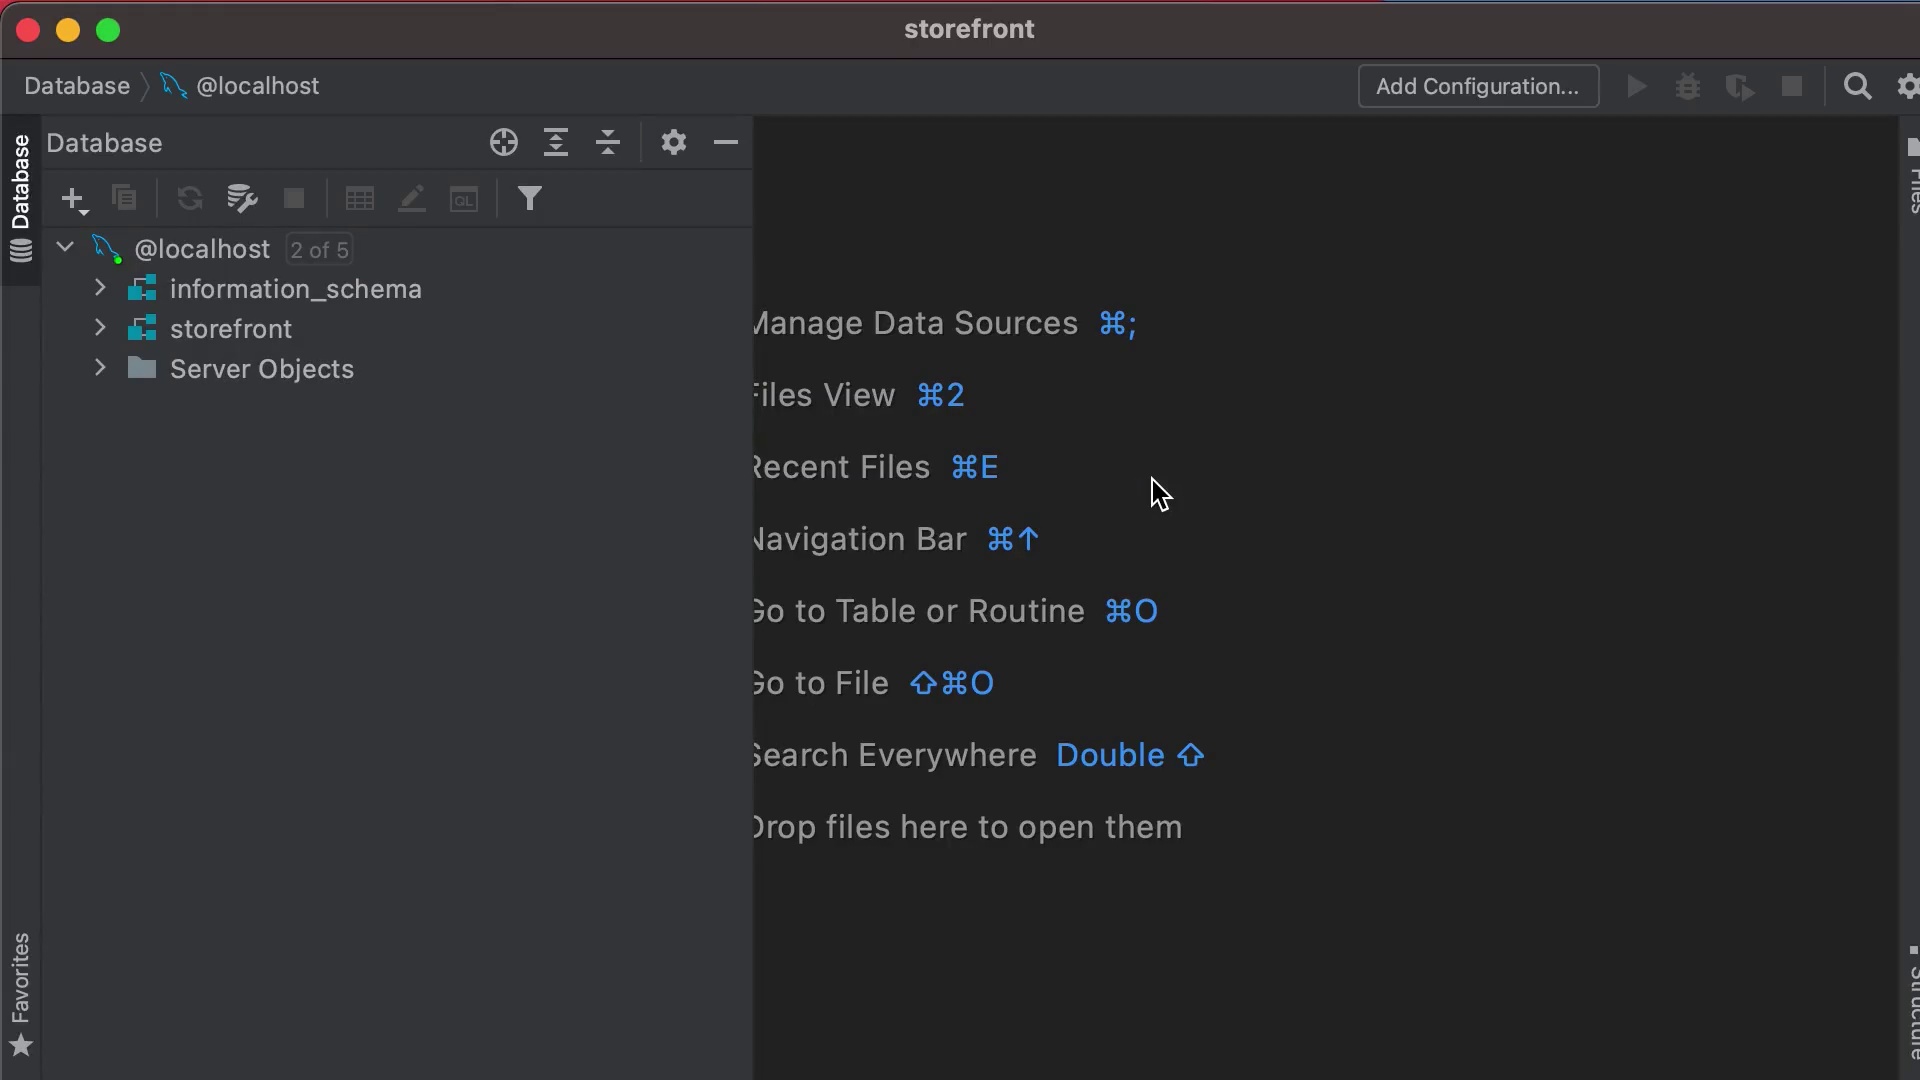 storefront
Database @localhost
Add Configuration...
Database
Database
@localhost 2 of 5
information_schema
storefront
Server Objects
Manage Data Sources ⌘;
Files View ⌘2
Recent Files ⌘E
Navigation Bar ⌘↑
Go to Table or Routine ⌘O
Go to File ⇧⌘O
Search Everywhere Double ⇧
Drop files here to open them
QL
Favorites
Files
Structure